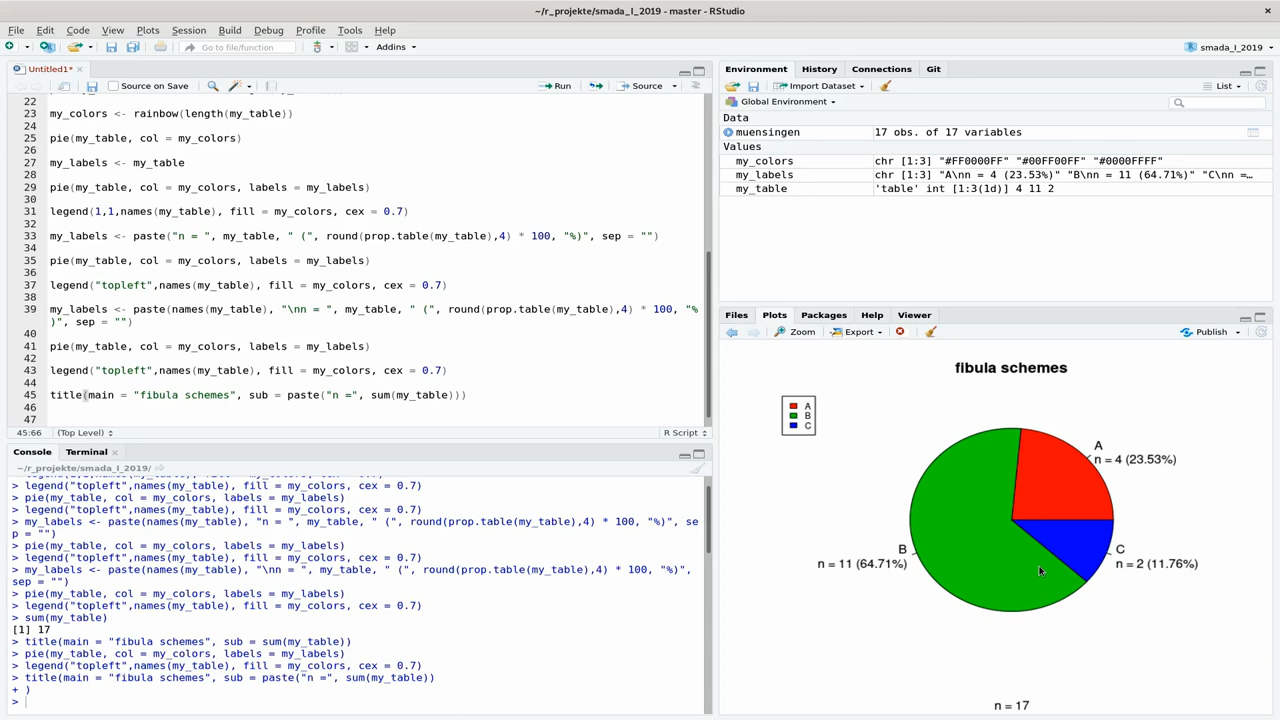 ~/r_projekte/smada_I_2019 - master - RStudio
File Edit Code View Plots Session Build Debug Profile Tools Help
Go to file/function Addins smada_I_2019
Untitled1*
Source on Save Run Source
22
23 my_colors <- rainbow(length(my_table))
24
25 pie(my_table, col = my_colors)
26
27 my_labels <- my_table
28
29 pie(my_table, col = my_colors, labels = my_labels)
30
31 legend(1,1,names(my_table), fill = my_colors, cex = 0.7)
32
33 my_labels <- paste("n = ", my_table, " (", round(prop.table(my_table),4) * 100, "%)", sep = "")
34
35 pie(my_table, col = my_colors, labels = my_labels)
36
37 legend("topleft",names(my_table), fill = my_colors, cex = 0.7)
38
39 my_labels <- paste(names(my_table), "\nn = ", my_table, " (", round(prop.table(my_table),4) * 100, "%
)", sep = "")
40
41 pie(my_table, col = my_colors, labels = my_labels)
42
43 legend("topleft",names(my_table), fill = my_colors, cex = 0.7)
44
45 title(main = "fibula schemes", sub = paste("n =", sum(my_table)))
46
47
45:66 (Top Level) R Script
Console Terminal
~/r_projekte/smada_I_2019/
> legend("topleft",names(my_table), fill = my_colors, cex = 0.7)
> pie(my_table, col = my_colors, labels = my_labels)
> legend("topleft",names(my_table), fill = my_colors, cex = 0.7)
> my_labels <- paste(names(my_table), "n = ", my_table, " (", round(prop.table(my_table),4) * 100, "%)", se
p = "")
> pie(my_table, col = my_colors, labels = my_labels)
> legend("topleft",names(my_table), fill = my_colors, cex = 0.7)
> my_labels <- paste(names(my_table), "\nn = ", my_table, " (", round(prop.table(my_table),4) * 100, "%)",
sep = "")
> pie(my_table, col = my_colors, labels = my_labels)
> legend("topleft",names(my_table), fill = my_colors, cex = 0.7)
> sum(my_table)
[1] 17
> title(main = "fibula schemes", sub = sum(my_table))
> pie(my_table, col = my_colors, labels = my_labels)
> legend("topleft",names(my_table), fill = my_colors, cex = 0.7)
> title(main = "fibula schemes", sub = paste("n =", sum(my_table))
+ )
>
Environment History Connections Git
Import Dataset List
Global Environment
Data
muensingen 17 obs. of 17 variables
Values
my_colors chr [1:3] "#FF0000FF" "#00FF00FF" "#0000FFFF"
my_labels chr [1:3] "A\nn = 4 (23.53%)" "B\nn = 11 (64.71%)" "C\nn =…
my_table 'table' int [1:3(1d)] 4 11 2
Files Plots Packages Help Viewer
Zoom Export Publish
fibula schemes
A
B
C
A
n = 4 (23.53%)
B
n = 11 (64.71%)
C
n = 2 (11.76%)
n = 17